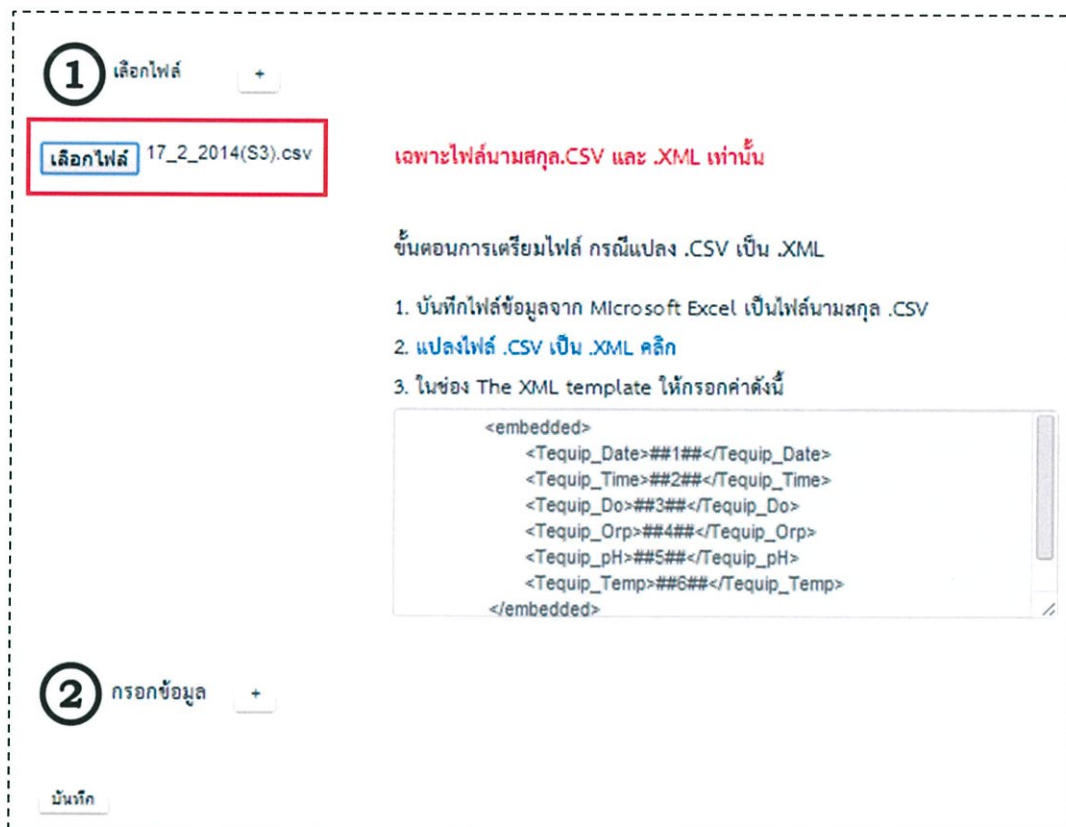 1 เลือกไฟล์ +
เลือกไฟล์ 17_2_2014(S3).csv เฉพาะไฟล์นามสกุล.CSV และ .XML เท่านั้น
ขั้นตอนการเตรียมไฟล์ กรณีแปลง .CSV เป็น .XML
1. บันทึกไฟล์ข้อมูลจาก Microsoft Excel เป็นไฟล์นามสกุล .CSV
2. แปลงไฟล์ .CSV เป็น .XML คลิก
3. ในช่อง The XML template ให้กรอกค่าดังนี้
<embedded>
<Tequip_Date>##1##</Tequip_Date>
<Tequip_Time>##2##</Tequip_Time>
<Tequip_Do>##3##</Tequip_Do>
<Tequip_Orp>##4##</Tequip_Orp>
<Tequip_pH>##5##</Tequip_pH>
<Tequip_Temp>##6##</Tequip_Temp>
</embedded>
2 กรอกข้อมูล +
บันทึก